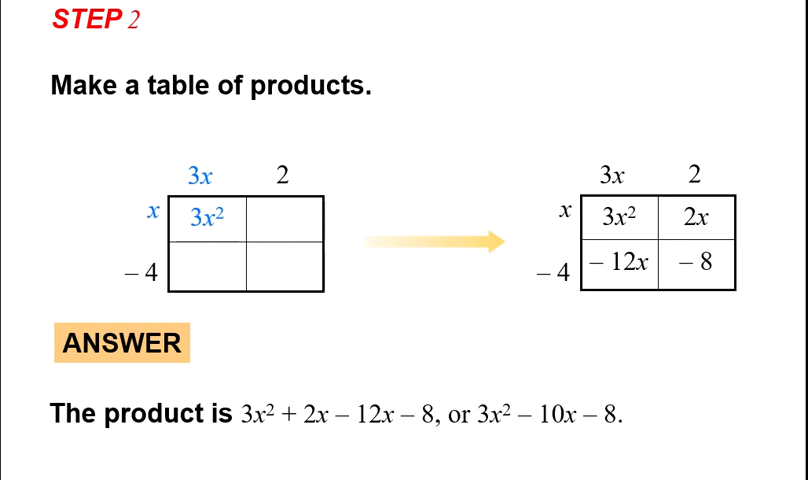 STEP 2
Make a table of products.
3x 2
x 3x²
– 4
3x 2
x 3x² 2x
– 4 – 12x – 8
ANSWER
The product is 3x² + 2x – 12x – 8, or 3x² – 10x – 8.